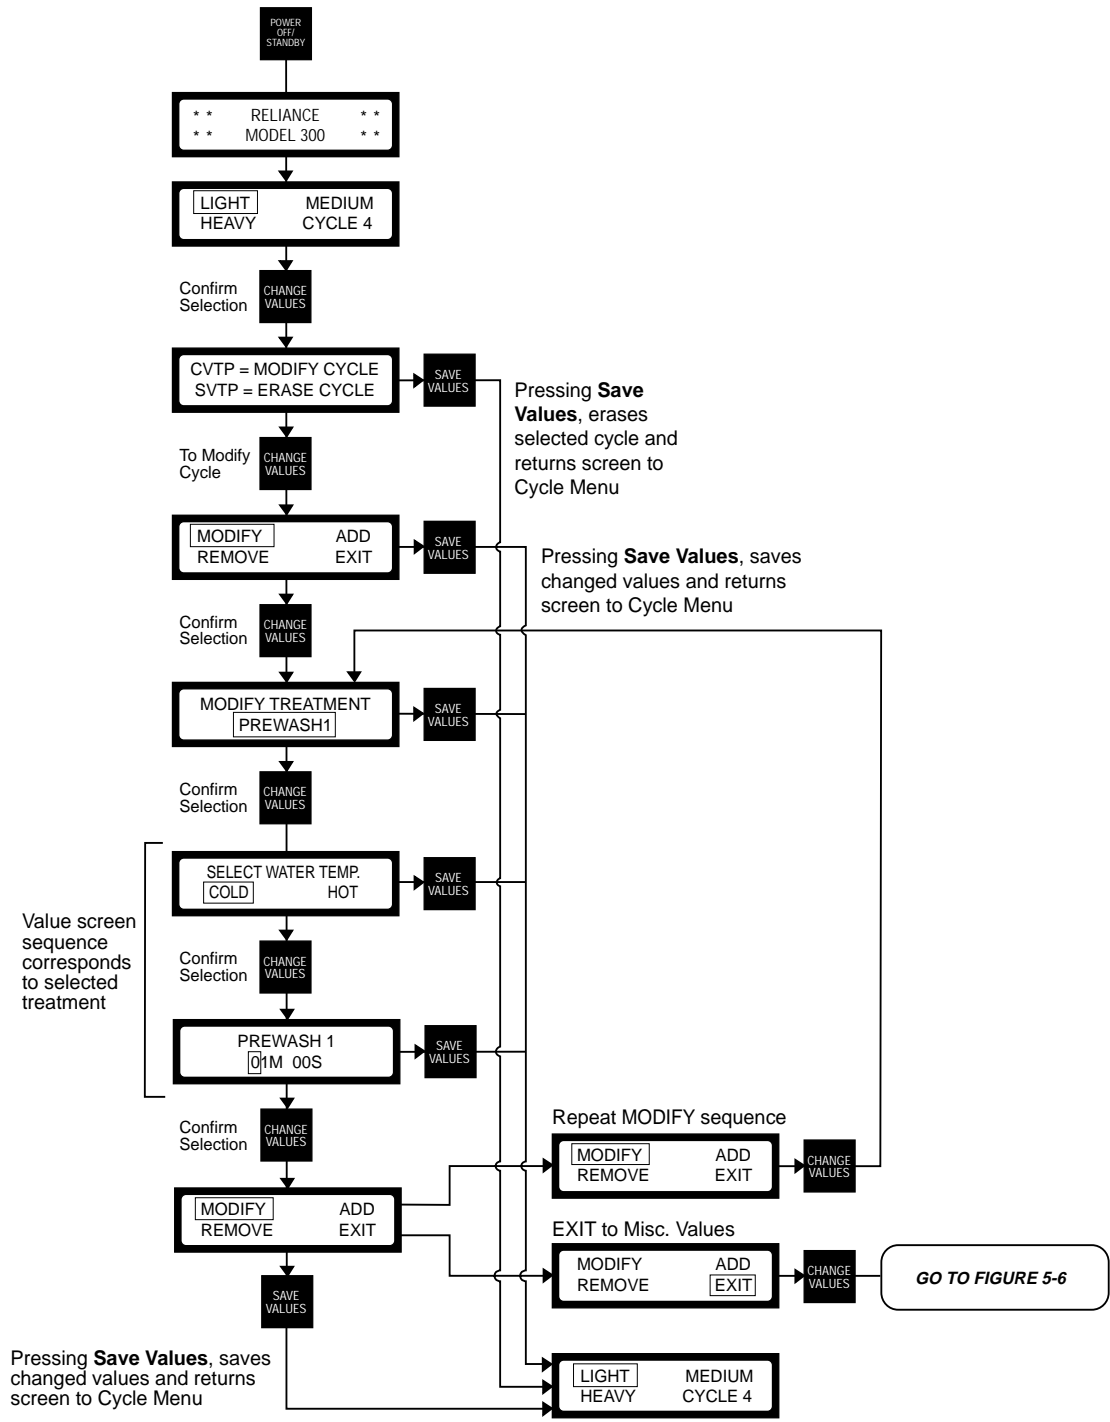 POWER
OFF/
STANDBY
* * RELIANCE * *
* * MODEL 300 * *
LIGHT MEDIUM
HEAVY CYCLE 4
Confirm
Selection
CHANGE
VALUES
CVTP = MODIFY CYCLE
SVTP = ERASE CYCLE
SAVE
VALUES
Pressing Save
Values, erases
selected cycle and
returns screen to
Cycle Menu
To Modify
Cycle
CHANGE
VALUES
MODIFY ADD
REMOVE EXIT
SAVE
VALUES
Pressing Save Values, saves
changed values and returns
screen to Cycle Menu
Confirm
Selection
CHANGE
VALUES
MODIFY TREATMENT
PREWASH1
SAVE
VALUES
Confirm
Selection
CHANGE
VALUES
Value screen
sequence
corresponds
to selected
treatment
SELECT WATER TEMP.
COLD HOT
SAVE
VALUES
Confirm
Selection
CHANGE
VALUES
PREWASH 1
01M 00S
SAVE
VALUES
Confirm
Selection
CHANGE
VALUES
Repeat MODIFY sequence
MODIFY ADD
REMOVE EXIT
CHANGE
VALUES
MODIFY ADD
REMOVE EXIT
EXIT to Misc. Values
MODIFY ADD
REMOVE EXIT
CHANGE
VALUES
GO TO FIGURE 5-6
SAVE
VALUES
Pressing Save Values, saves
changed values and returns
screen to Cycle Menu
LIGHT MEDIUM
HEAVY CYCLE 4